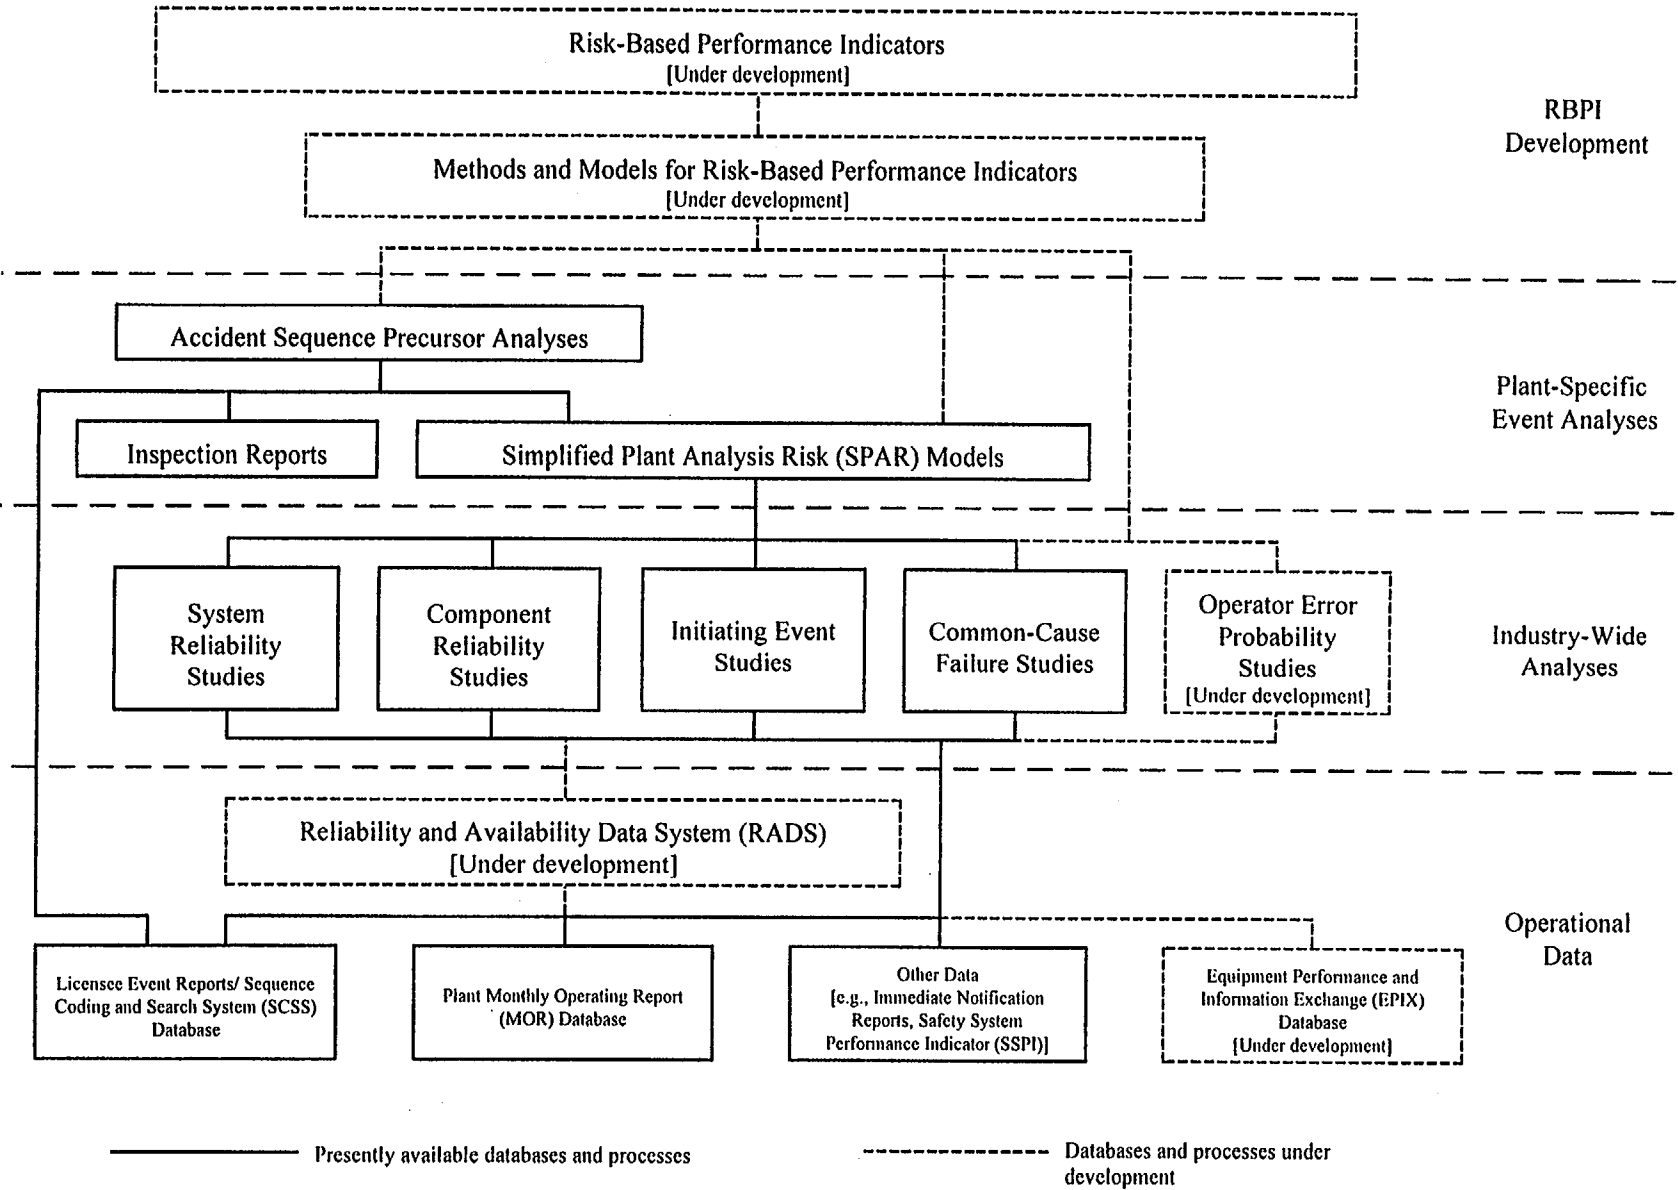 Risk-Based Performance Indicators
[Under development]
RBPI
Development
Methods and Models for Risk-Based Performance Indicators
[Under development]
Accident Sequence Precursor Analyses
Plant-Specific
Event Analyses
Inspection Reports
Simplified Plant Analysis Risk (SPAR) Models
System
Reliability
Studies
Component
Reliability
Studies
Initiating Event
Studies
Common-Cause
Failure Studies
Operator Error
Probability
Studies
[Under development]
Industry-Wide
Analyses
Reliability and Availability Data System (RADS)
[Under development]
Operational
Data
Licensee Event Reports/ Sequence
Coding and Search System (SCSS)
Database
Plant Monthly Operating Report
(MOR) Database
Other Data
[e.g., Immediate Notification
Reports, Safety System
Performance Indicator (SSPI)]
Equipment Performance and
Information Exchange (EPIX)
Database
[Under development]
Presently available databases and processes
Databases and processes under
development